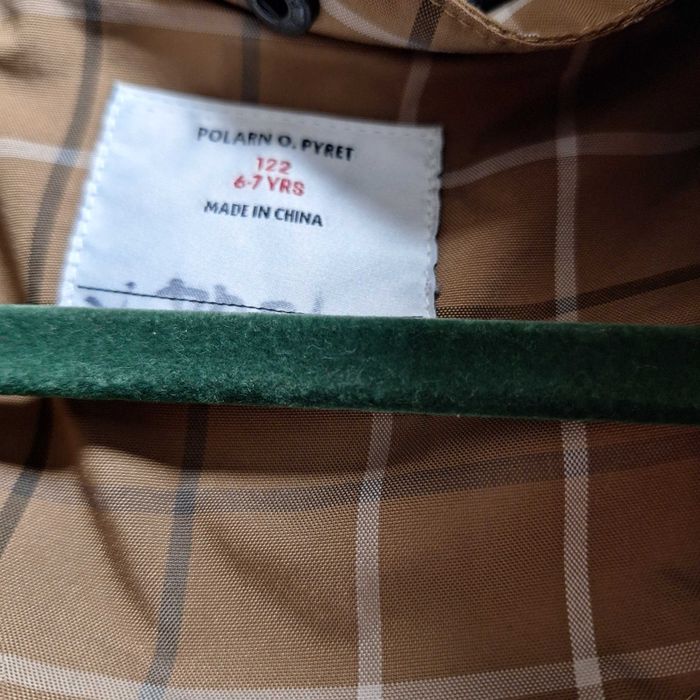 POLARN O. PYRET
122
6-7 YRS
MADE IN CHINA